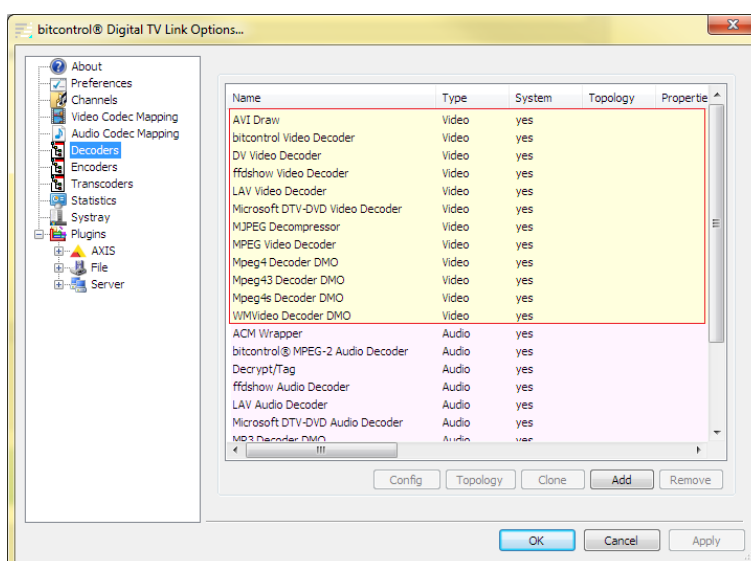 bitcontrol® Digital TV Link Options...
About
Preferences
Channels
Video Codec Mapping
Audio Codec Mapping
Decoders
Encoders
Transcoders
Statistics
Systray
Plugins
AXIS
File
Server
Name Type System Topology Propertie
AVI Draw Video yes
bitcontrol Video Decoder Video yes
DV Video Decoder Video yes
ffdshow Video Decoder Video yes
LAV Video Decoder Video yes
Microsoft DTV-DVD Video Decoder Video yes
MJPEG Decompressor Video yes
MPEG Video Decoder Video yes
Mpeg4 Decoder DMO Video yes
Mpeg43 Decoder DMO Video yes
Mpeg4s Decoder DMO Video yes
WMVideo Decoder DMO Video yes
ACM Wrapper Audio yes
bitcontrol® MPEG-2 Audio Decoder Audio yes
Decrypt/Tag Audio yes
ffdshow Audio Decoder Audio yes
LAV Audio Decoder Audio yes
Microsoft DTV-DVD Audio Decoder Audio yes
MP3 Decoder DMO Audio yes
Config Topology Clone Add Remove
OK Cancel Apply